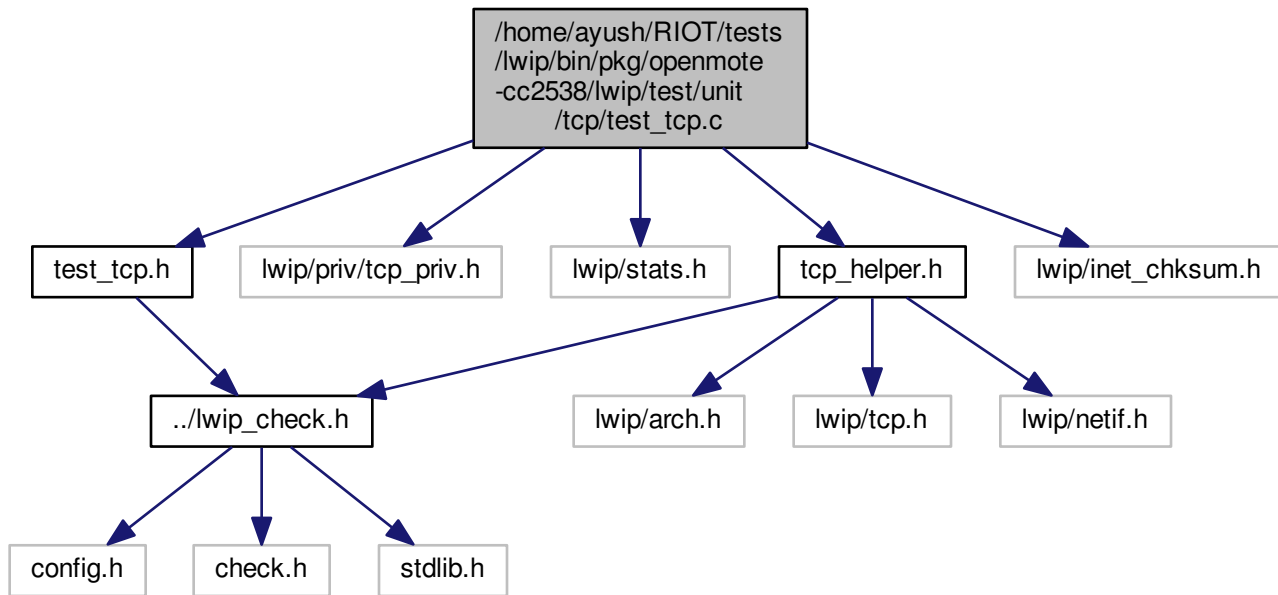 /home/ayush/RIOT/tests
/lwip/bin/pkg/openmote
-cc2538/lwip/test/unit
/tcp/test_tcp.c
test_tcp.h
lwip/priv/tcp_priv.h
lwip/stats.h
tcp_helper.h
lwip/inet_chksum.h
../lwip_check.h
lwip/arch.h
lwip/tcp.h
lwip/netif.h
config.h
check.h
stdlib.h